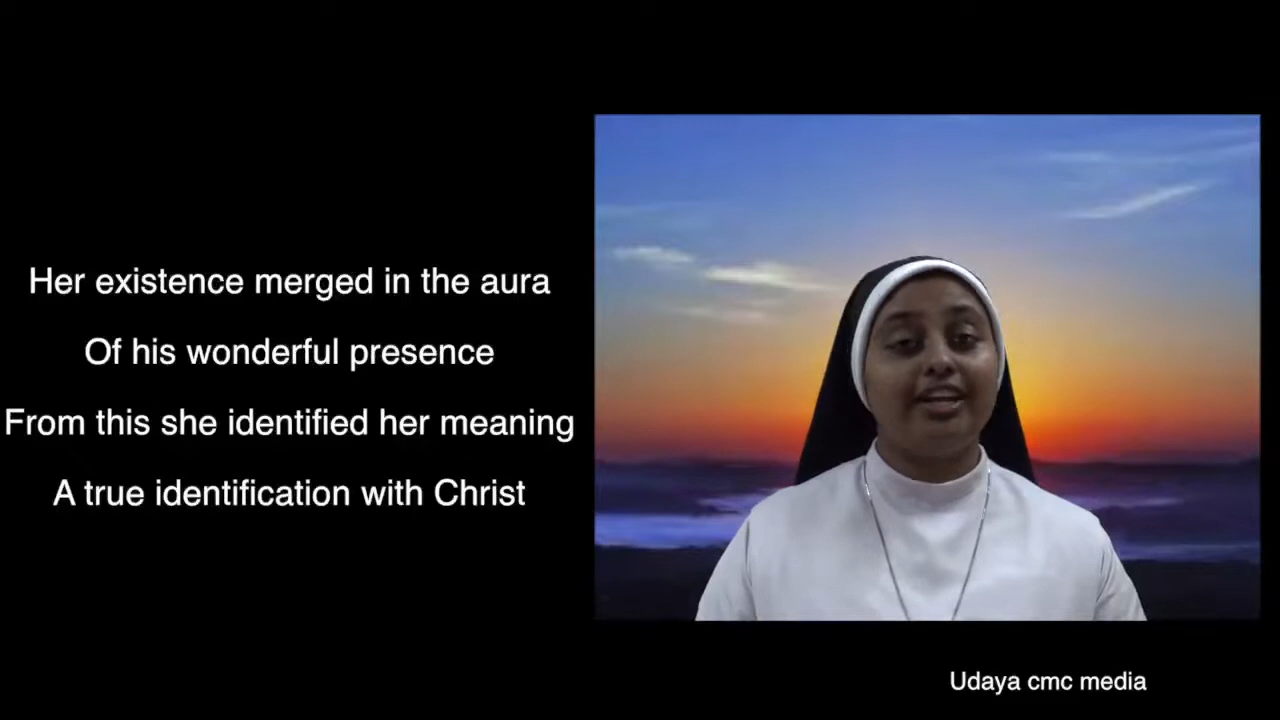 Her existence merged in the aura
Of his wonderful presence
From this she identified her meaning
A true identification with Christ
Udaya cmc media